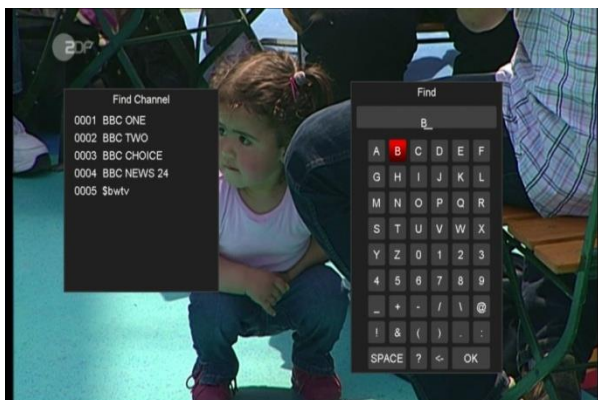 ZDF
Find Channel
0001 BBC ONE
0002 BBC TWO
0003 BBC CHOICE
0004 BBC NEWS 24
0005 $bwtv
Find
B_
A B C D E F
G H I J K L
M N O P Q R
S T U V W X
Y Z 0 1 2 3
4 5 6 7 8 9
_ + - / \ @
! & ( ) . :
SPACE ? <- OK